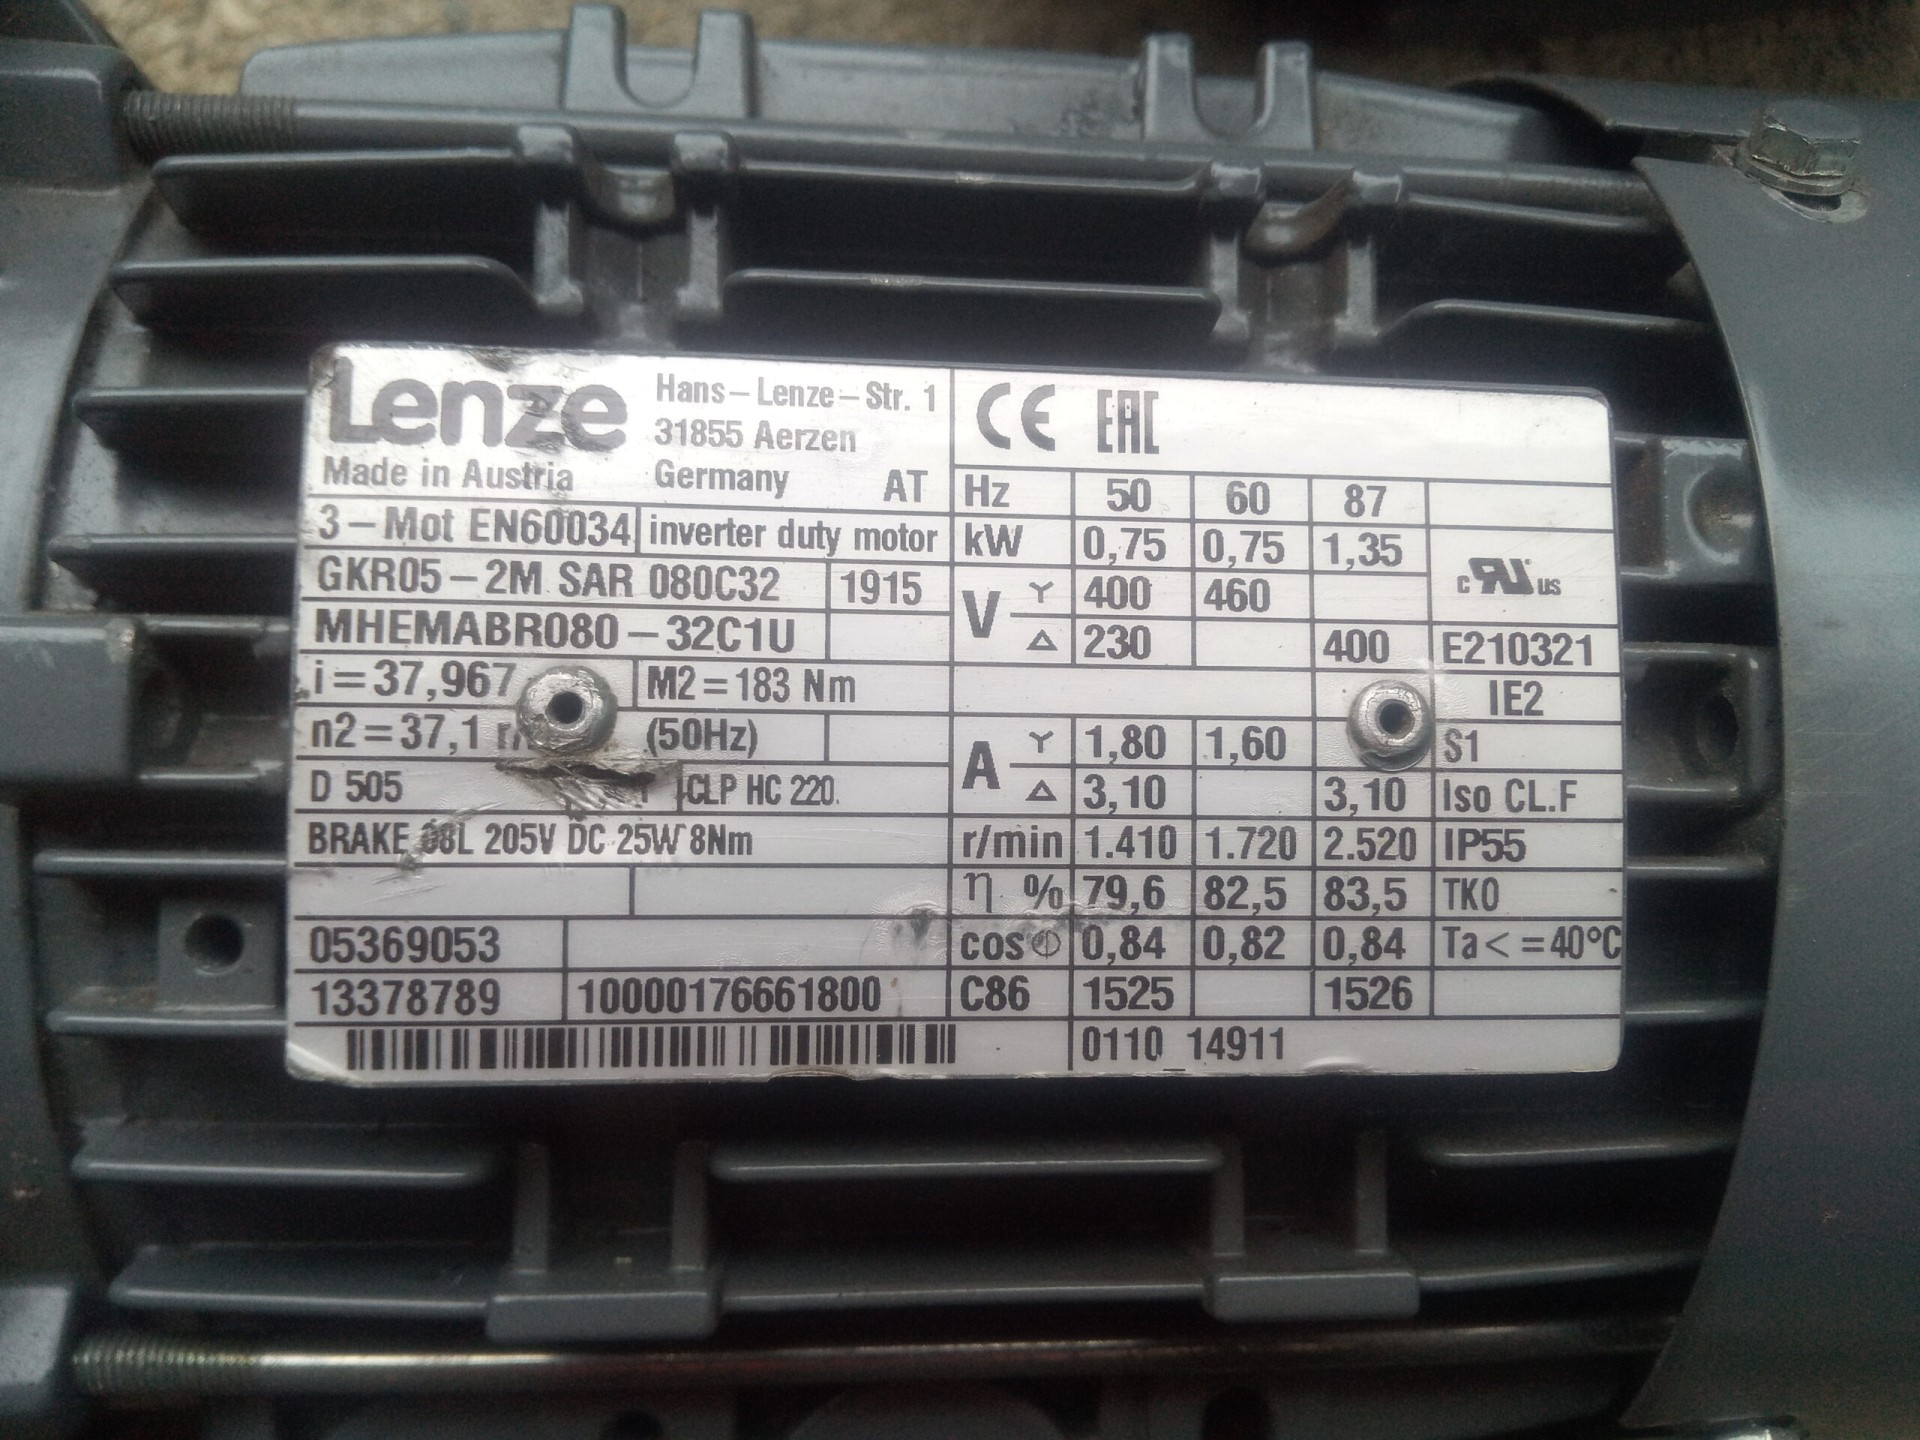 Lenze
Hans-Lenze-Str. 1
31855 Aerzen
Made in Austria Germany AT
3-Mot EN60034 inverter duty motor
GKR05-2M SAR 080C32 1915
MHEMABR080-32C1U
i=37,967 M2=183 Nm
n2=37,1 (50Hz)
D 505 CLP HC 220
BRAKE 08L 205V DC 25W 8Nm
05369053
13378789 10000176661800
CE EAC
Hz 50 60 87
kW 0,75 0,75 1,35
c RU us
V Y 400 460
△ 230 400 E210321
IE2
A Y 1,80 1,60 S1
△ 3,10 3,10 Iso CL.F
r/min 1.410 1.720 2.520 IP55
η % 79,6 82,5 83,5 TKO
cosφ 0,84 0,82 0,84 Ta<=40°C
C86 1525 1526
0110 14911